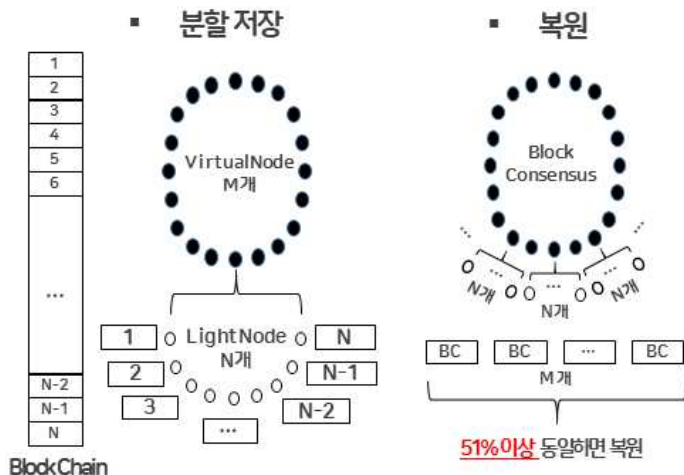 ▪ 분할 저장
1
2
3
4
5
6
...
N-2
N-1
N
BlockChain
VirtualNode
M개
LightNode
N개
1
2
3
...
N-2
N-1
N
▪ 복원
Block
Consensus
...
...
... ... ...
N개
N개
N개
BC BC ... BC
M개
51%이상 동일하면 복원